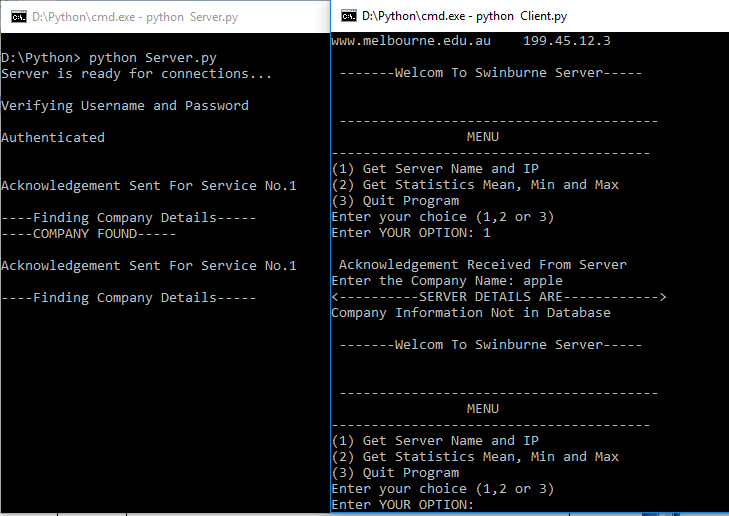 D:\Python\cmd.exe - python Server.py
D:\Python> python Server.py
Server is ready for connections...
Verifying Username and Password
Authenticated
Acknowledgement Sent For Service No.1
----Finding Company Details-----
----COMPANY FOUND-----
Acknowledgement Sent For Service No.1
----Finding Company Details-----
D:\Python\cmd.exe - python Client.py
www.melbourne.edu.au    199.45.12.3
-------Welcom To Swinburne Server-----
----------------------------------------
MENU
----------------------------------------
(1) Get Server Name and IP
(2) Get Statistics Mean, Min and Max
(3) Quit Program
Enter your choice (1,2 or 3)
Enter YOUR OPTION: 1
Acknowledgement Received From Server
Enter the Company Name: apple
<----------SERVER DETAILS ARE------------>
Company Information Not in Database
-------Welcom To Swinburne Server-----
----------------------------------------
MENU
----------------------------------------
(1) Get Server Name and IP
(2) Get Statistics Mean, Min and Max
(3) Quit Program
Enter your choice (1,2 or 3)
Enter YOUR OPTION: